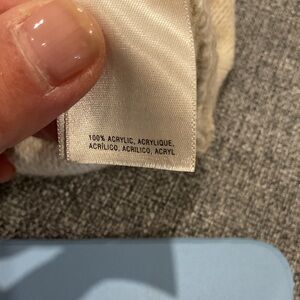 100% ACRYLIC, ACRYLIQUE,
ACRÍLICO, ACRILICO, ACRYL